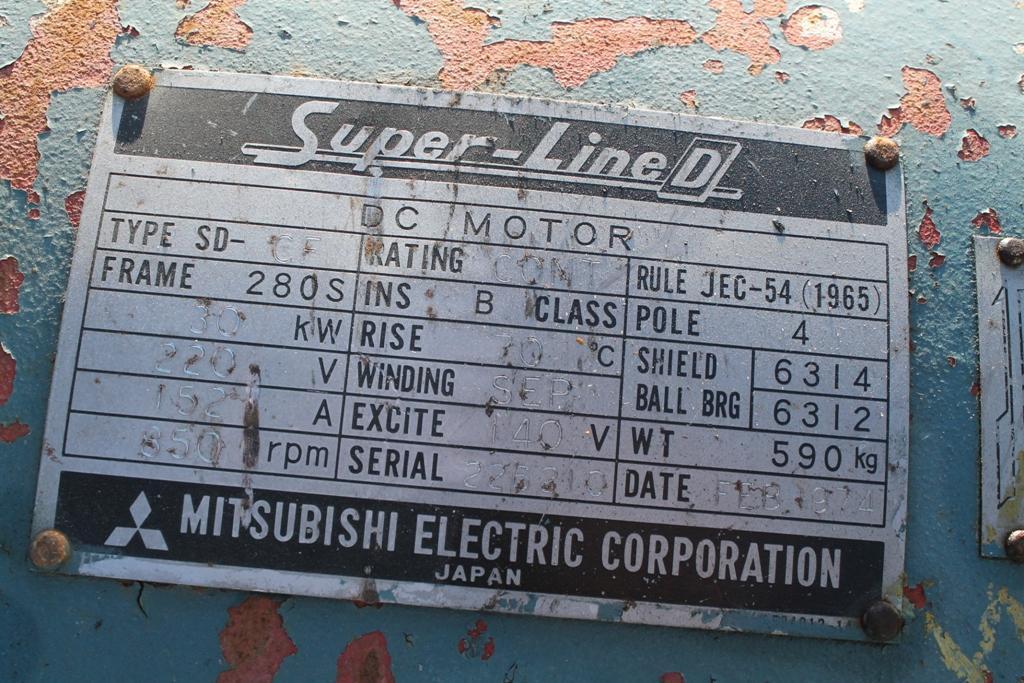 Super-Line D
DC MOTOR
TYPE SD- CF RATING CONT RULE JEC-54 (1965)
FRAME 280S INS B CLASS POLE 4
30 kW RISE 70 °C SHIELD 6314
220 V WINDING SEP BALL BRG 6312
152 A EXCITE 140 V WT 590 kg
850 rpm SERIAL DATE FEB 1974
MITSUBISHI ELECTRIC CORPORATION
JAPAN